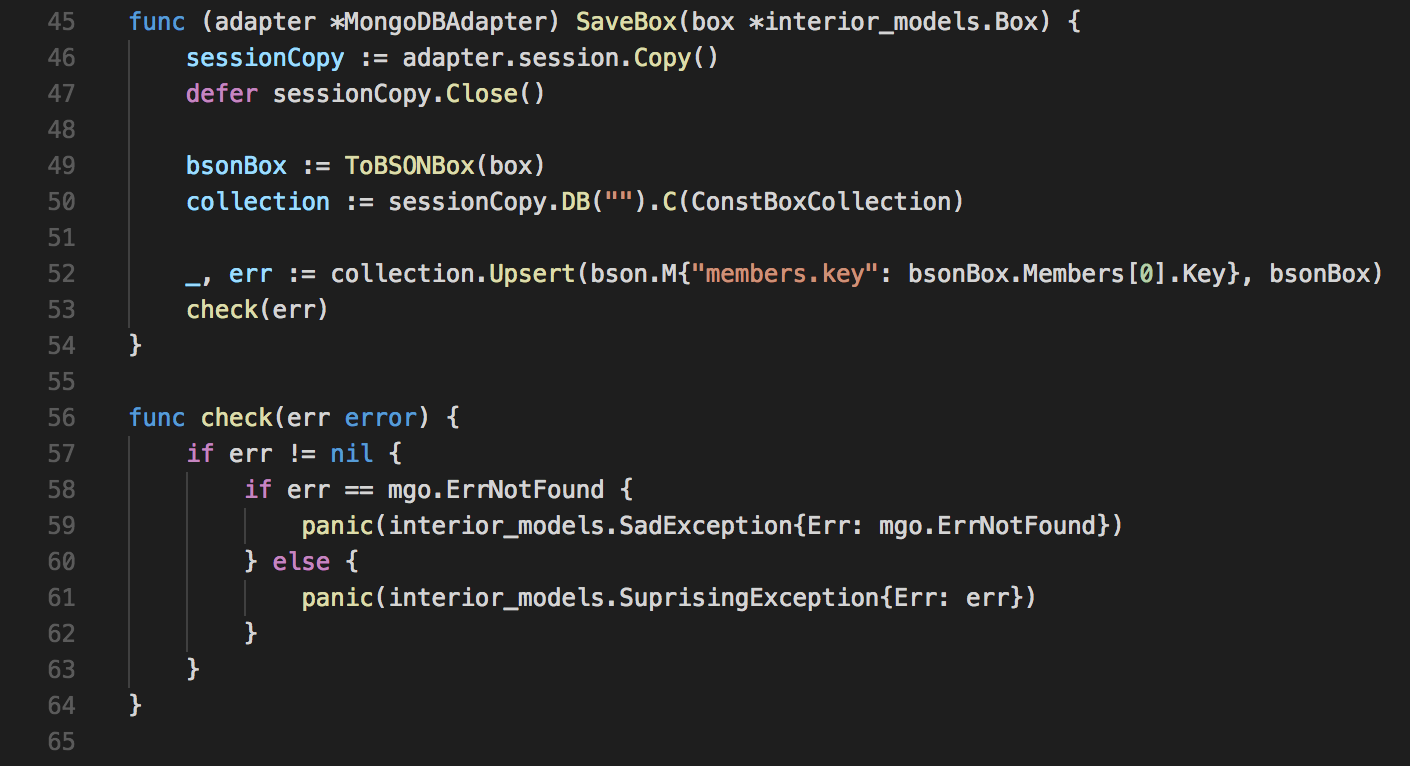 45 func (adapter *MongoDBAdapter) SaveBox(box *interior_models.Box) {
46     sessionCopy := adapter.session.Copy()
47     defer sessionCopy.Close()
48
49     bsonBox := ToBSONBox(box)
50     collection := sessionCopy.DB("").C(ConstBoxCollection)
51
52     _, err := collection.Upsert(bson.M{"members.key": bsonBox.Members[0].Key}, bsonBox)
53     check(err)
54 }
55
56 func check(err error) {
57     if err != nil {
58         if err == mgo.ErrNotFound {
59             panic(interior_models.SadException{Err: mgo.ErrNotFound})
60         } else {
61             panic(interior_models.SuprisingException{Err: err})
62         }
63     }
64 }
65